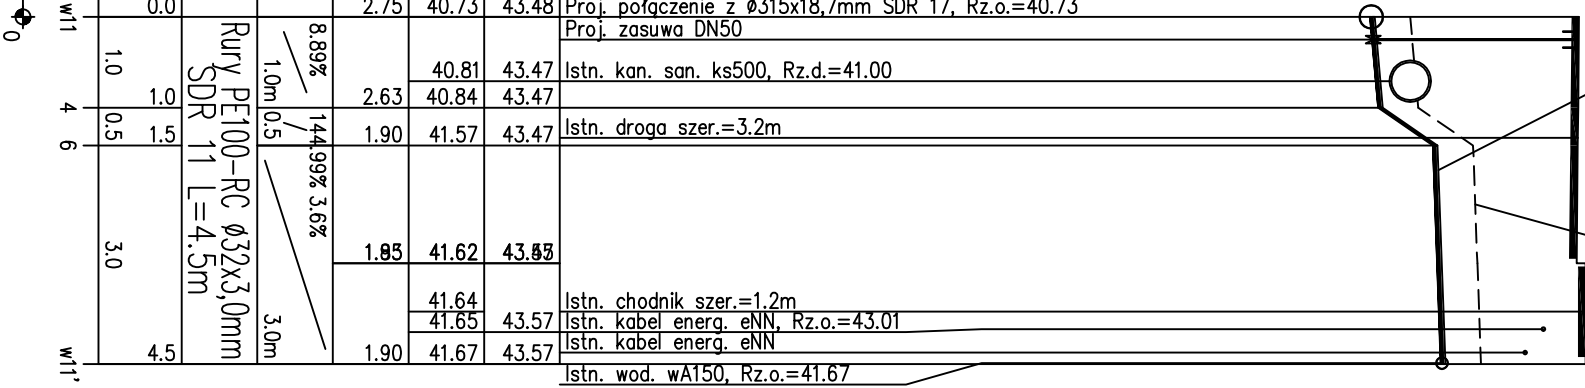 0
w11
4
6
w11'
0.0
1.0
1.0
0.5
1.5
3.0
4.5
Rury PE100-RC ø32x3,0mm
SDR 11 L=4.5m
8.89%
1.0m
144.99%
0.5
3.6%
3.0m
2.75 40.73 43.48 Proj. połączenie z ø315x18,7mm SDR 17, Rz.o.=40.73
Proj. zasuwa DN50
40.81 43.47 Istn. kan. san. ks500, Rz.d.=41.00
2.63 40.84 43.47
1.90 41.57 43.47 Istn. droga szer.=3.2m
41.62
41.64 Istn. chodnik szer.=1.2m
41.65 43.57 Istn. kabel energ. eNN, Rz.o.=43.01
Istn. kabel energ. eNN
1.90 41.67 43.57
Istn. wod. wA150, Rz.o.=41.67